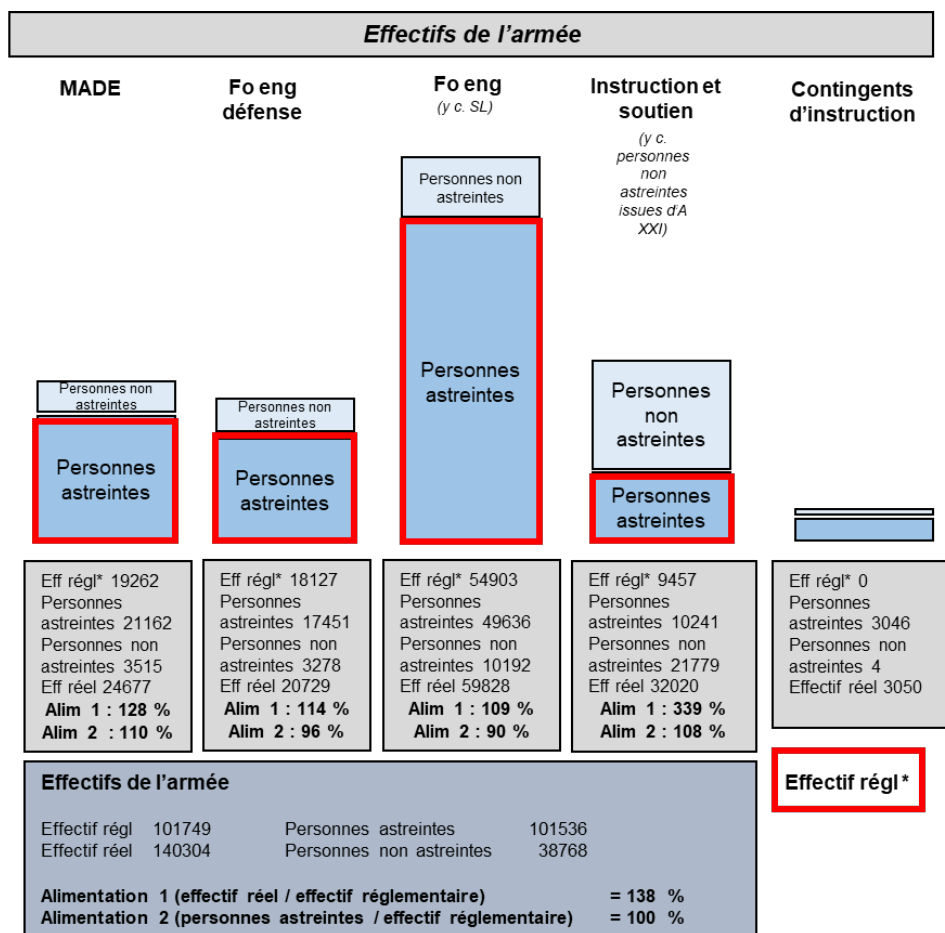 Effectifs de l’armée
MADE
Fo eng
défense
Fo eng
(y c. SL)
Instruction et
soutien
(y c.
personnes
non
astreintes
issues d’A
XXI)
Contingents
d’instruction
Personnes non
astreintes
Personnes
astreintes
Personnes non
astreintes
Personnes
astreintes
Personnes non
astreintes
Personnes
astreintes
Personnes
non
astreintes
Personnes
astreintes
Eff régl* 19262
Personnes
astreintes 21162
Personnes non
astreintes 3515
Eff réel 24677
Alim 1 : 128 %
Alim 2 : 110 %
Eff régl* 18127
Personnes
astreintes 17451
Personnes non
astreintes 3278
Eff réel 20729
Alim 1 : 114 %
Alim 2 : 96 %
Eff régl* 54903
Personnes
astreintes 49636
Personnes non
astreintes 10192
Eff réel 59828
Alim 1 : 109 %
Alim 2 : 90 %
Eff régl* 9457
Personnes
astreintes 10241
Personnes non
astreintes 21779
Eff réel 32020
Alim 1 : 339 %
Alim 2 : 108 %
Eff régl* 0
Personnes
astreintes 3046
Personnes non
astreintes 4
Effectif réel 3050
Effectif régl*
Effectifs de l’armée
Effectif régl 101749 Personnes astreintes 101536
Effectif réel 140304 Personnes non astreintes 38768
Alimentation 1 (effectif réel / effectif réglementaire) = 138 %
Alimentation 2 (personnes astreintes / effectif réglementaire) = 100 %